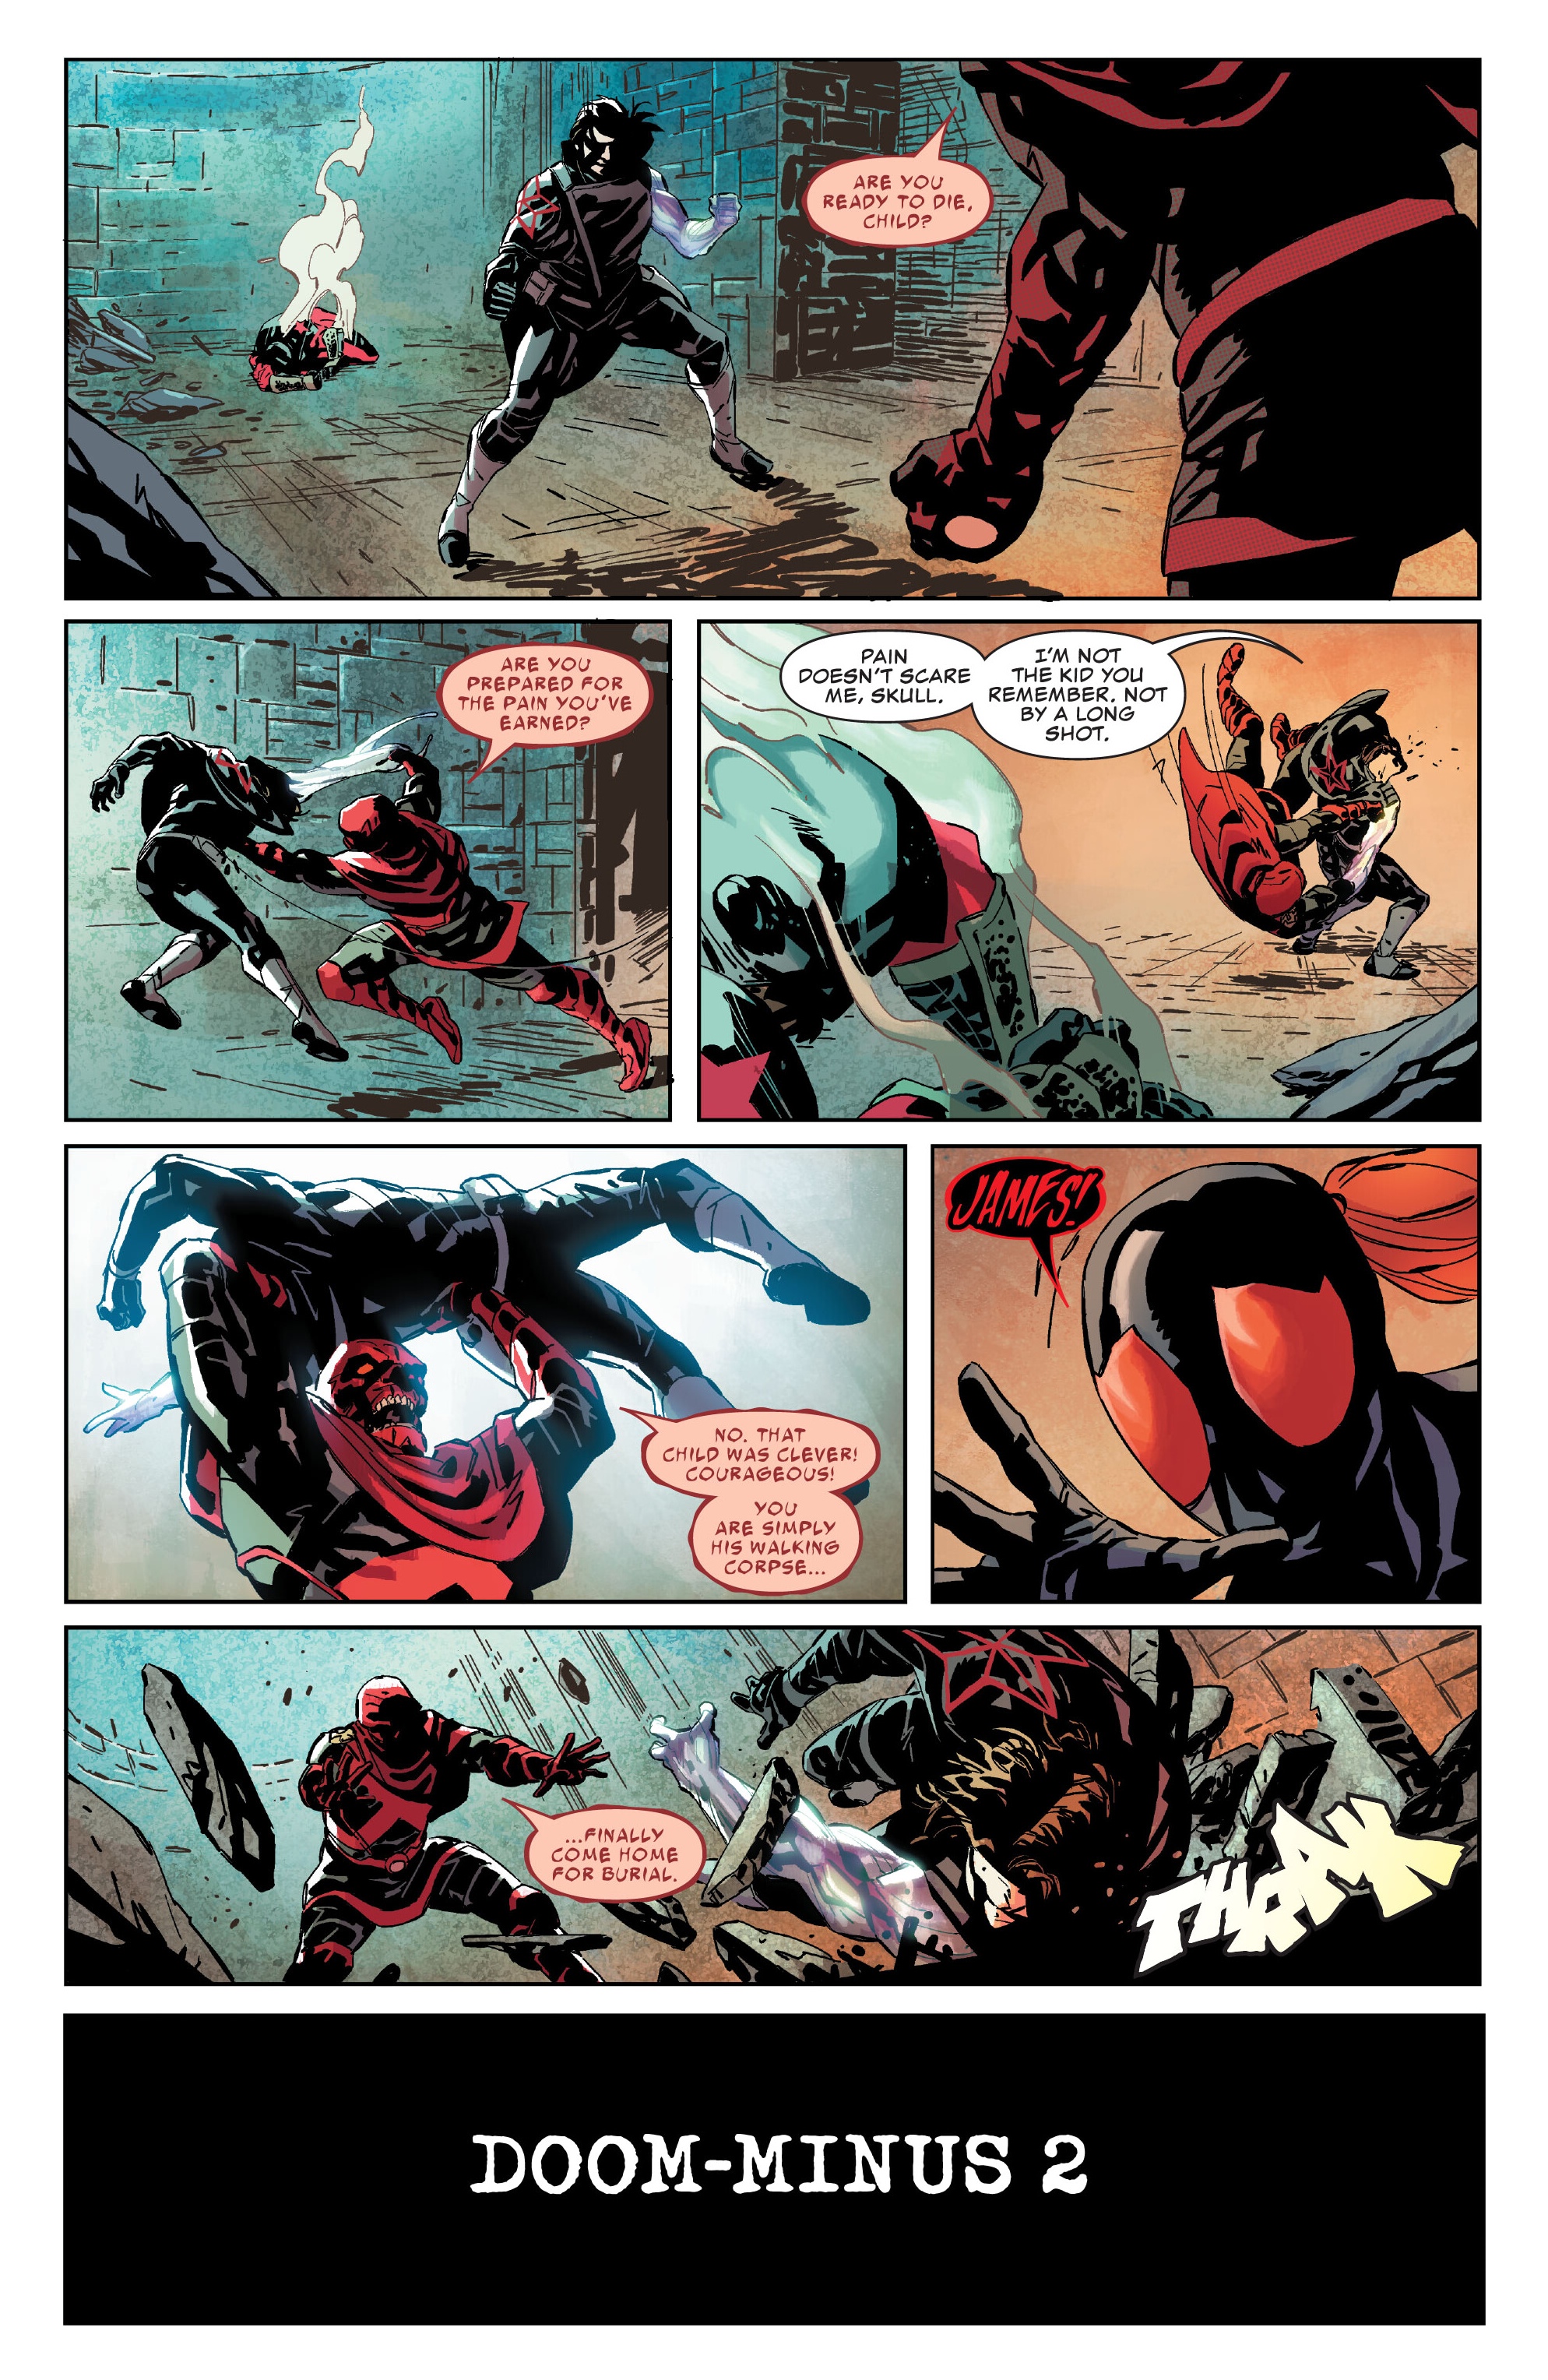 ARE YOU
READY TO DIE,
CHILD?
ARE YOU
PREPARED FOR
THE PAIN YOU'VE
EARNED?
PAIN
DOESN'T SCARE
ME, SKULL.
I'M NOT
THE KID YOU
REMEMBER. NOT
BY A LONG
SHOT.
NO. THAT
CHILD WAS CLEVER!
COURAGEOUS!
YOU
ARE SIMPLY
HIS WALKING
CORPSE...
JAMES!
...FINALLY
COME HOME
FOR BURIAL.
THRAKK
DOOM-MINUS 2